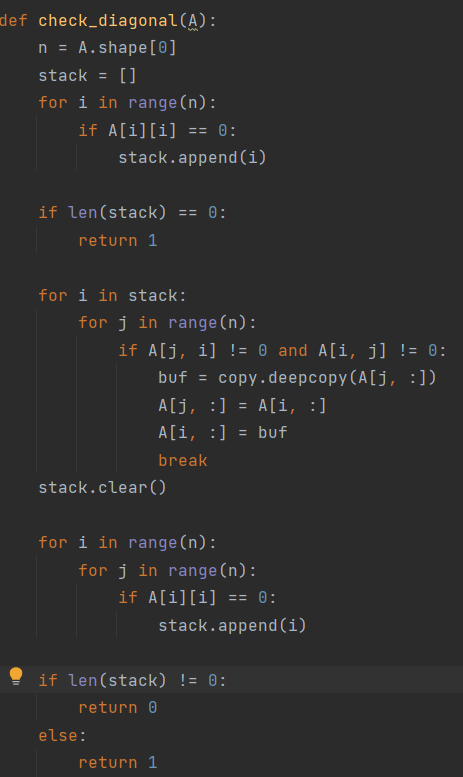 def check_diagonal(A):
    n = A.shape[0]
    stack = []
    for i in range(n):
        if A[i][i] == 0:
            stack.append(i)

    if len(stack) == 0:
        return 1

    for i in stack:
        for j in range(n):
            if A[j, i] != 0 and A[i, j] != 0:
                buf = copy.deepcopy(A[j, :])
                A[j, :] = A[i, :]
                A[i, :] = buf
                break
    stack.clear()

    for i in range(n):
        for j in range(n):
            if A[i][i] == 0:
                stack.append(i)

    if len(stack) != 0:
        return 0
    else:
        return 1